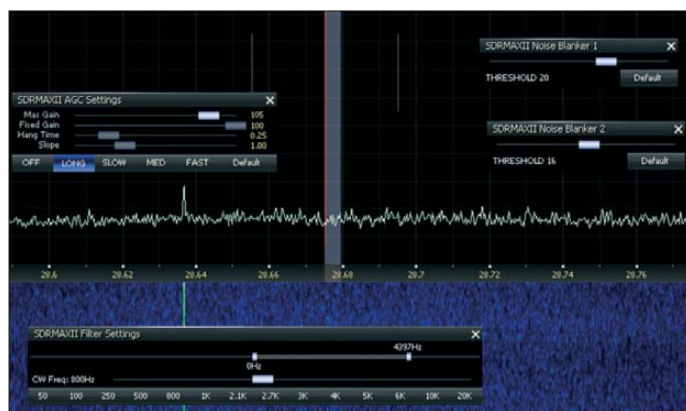 SDRMAXII Noise Blanker 1
THRESHOLD 20 Default
SDRMAXII AGC Settings
Max Gain 105
Fixed Gain 100
Hang Time 0.25
Slope 1.00
OFF LONG SLOW MED FAST Default
SDRMAXII Noise Blanker 2
THRESHOLD 16 Default
28.6 28.62 28.64 28.66 28.68 28.7 28.72 28.74 28.76
SDRMAXII Filter Settings
4397Hz
0Hz
CW Freq: 800Hz
50 100 250 500 800 1K 2.1K 2.7K 3K 4K 5K 6K 10K 20K